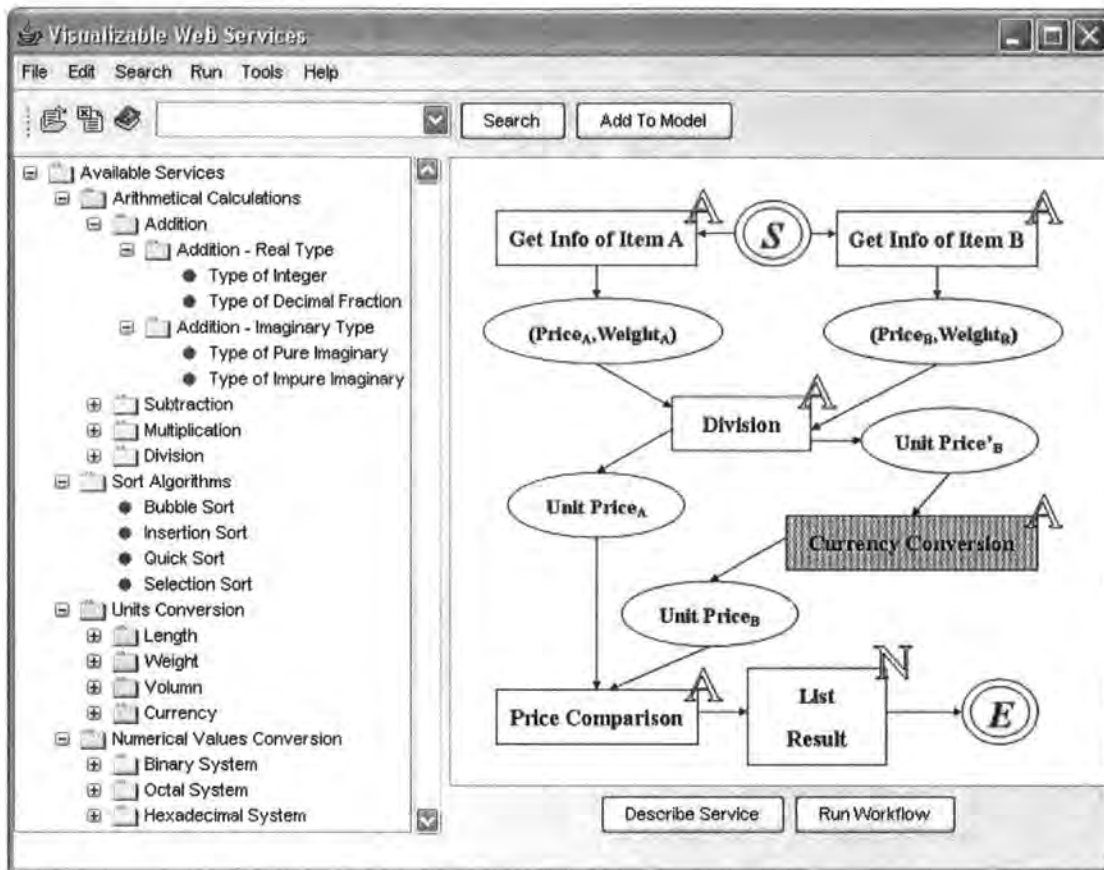 Visualizable Web Services
File Edit Search Run Tools Help
Search
Add To Model
Available Services
Arithmetical Calculations
Addition
Addition - Real Type
Type of Integer
Type of Decimal Fraction
Addition - Imaginary Type
Type of Pure Imaginary
Type of Impure Imaginary
Subtraction
Multiplication
Division
Sort Algorithms
Bubble Sort
Insertion Sort
Quick Sort
Selection Sort
Units Conversion
Length
Weight
Volumn
Currency
Numerical Values Conversion
Binary System
Octal System
Hexadecimal System
A
Get Info of Item A
S
A
Get Info of Item B
(PriceA,WeightA)
(PriceB,WeightB)
A
Division
Unit Price'B
Unit PriceA
A
Currency Conversion
Unit PriceB
A
Price Comparison
N
List
Result
E
Describe Service
Run Workflow